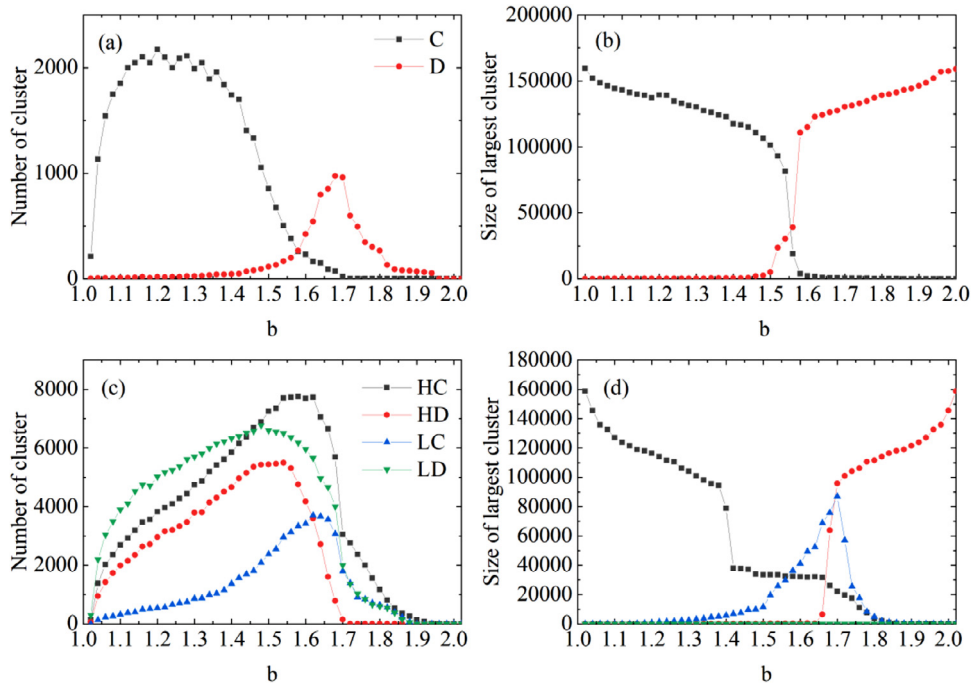 (a)
C
D
Number of cluster
2000
1000
0
1.0 1.1 1.2 1.3 1.4 1.5 1.6 1.7 1.8 1.9 2.0
b
(b)
Size of largest cluster
200000
150000
100000
50000
0
1.0 1.1 1.2 1.3 1.4 1.5 1.6 1.7 1.8 1.9 2.0
b
(c)
HC
HD
LC
LD
Number of cluster
8000
6000
4000
2000
0
1.0 1.1 1.2 1.3 1.4 1.5 1.6 1.7 1.8 1.9 2.0
b
(d)
Size of largest cluster
180000
160000
140000
120000
100000
80000
60000
40000
20000
0
1.0 1.1 1.2 1.3 1.4 1.5 1.6 1.7 1.8 1.9 2.0
b